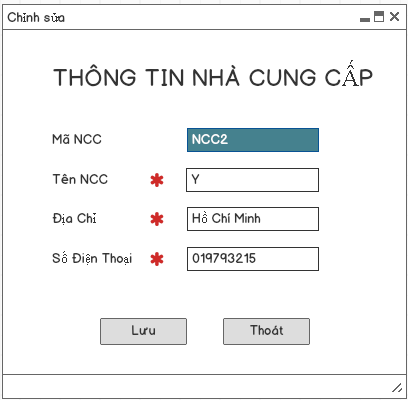 Chỉnh sửa
THÔNG TIN NHÀ CUNG CẤP
Mã NCC NCC2
Tên NCC * Y
Địa Chỉ * Hồ Chí Minh
Số Điện Thoại * 019793215
Lưu Thoát